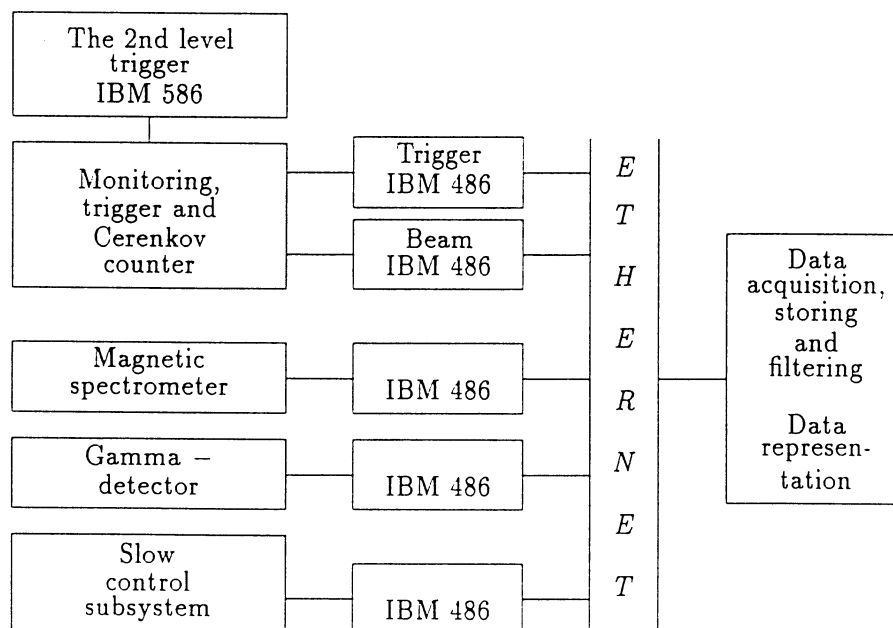 The 2nd level
trigger
IBM 586
Monitoring,
trigger and
Cerenkov
counter
Trigger
IBM 486
Beam
IBM 486
Magnetic
spectrometer
IBM 486
Gamma –
detector
IBM 486
Slow
control
subsystem
IBM 486
E
T
H
E
R
N
E
T
Data
acquisition,
storing
and
filtering
Data
represen-
tation